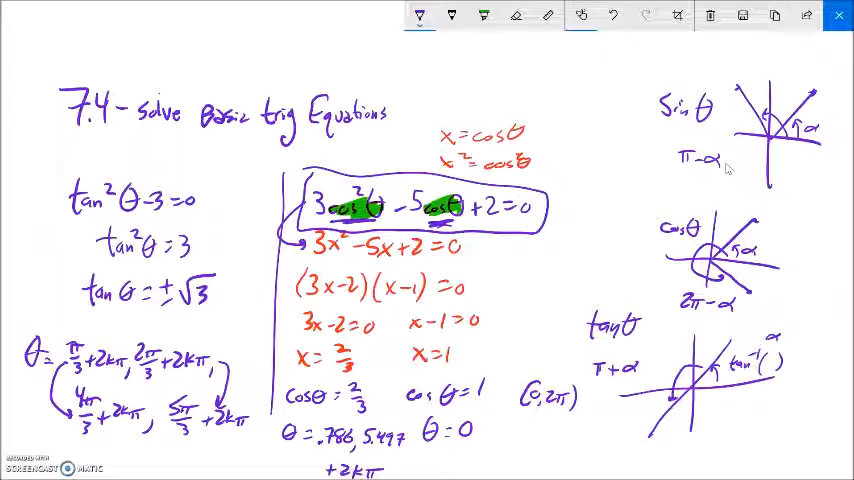 7.4 - solve Basic trig Equations
tan²θ-3=0
tan²θ=3
tanθ=±√3
θ= π/3+2kπ, 2π/3+2kπ,
4π/3+2kπ, 5π/3+2kπ
x=cosθ
x²=cos²θ
3cos²θ-5cosθ+2=0
3x²-5x+2=0
(3x-2)(x-1)=0
3x-2=0 x-1=0
x=2/3 x=1
cosθ=2/3 cosθ=1
θ=.786, 5.497 θ=0
+2kπ
(0,2π)
sinθ
α
π-α
cosθ
α
2π-α
tanθ
π+α
α
tan⁻¹( )
RECORDED WITH
SCREENCAST MATIC